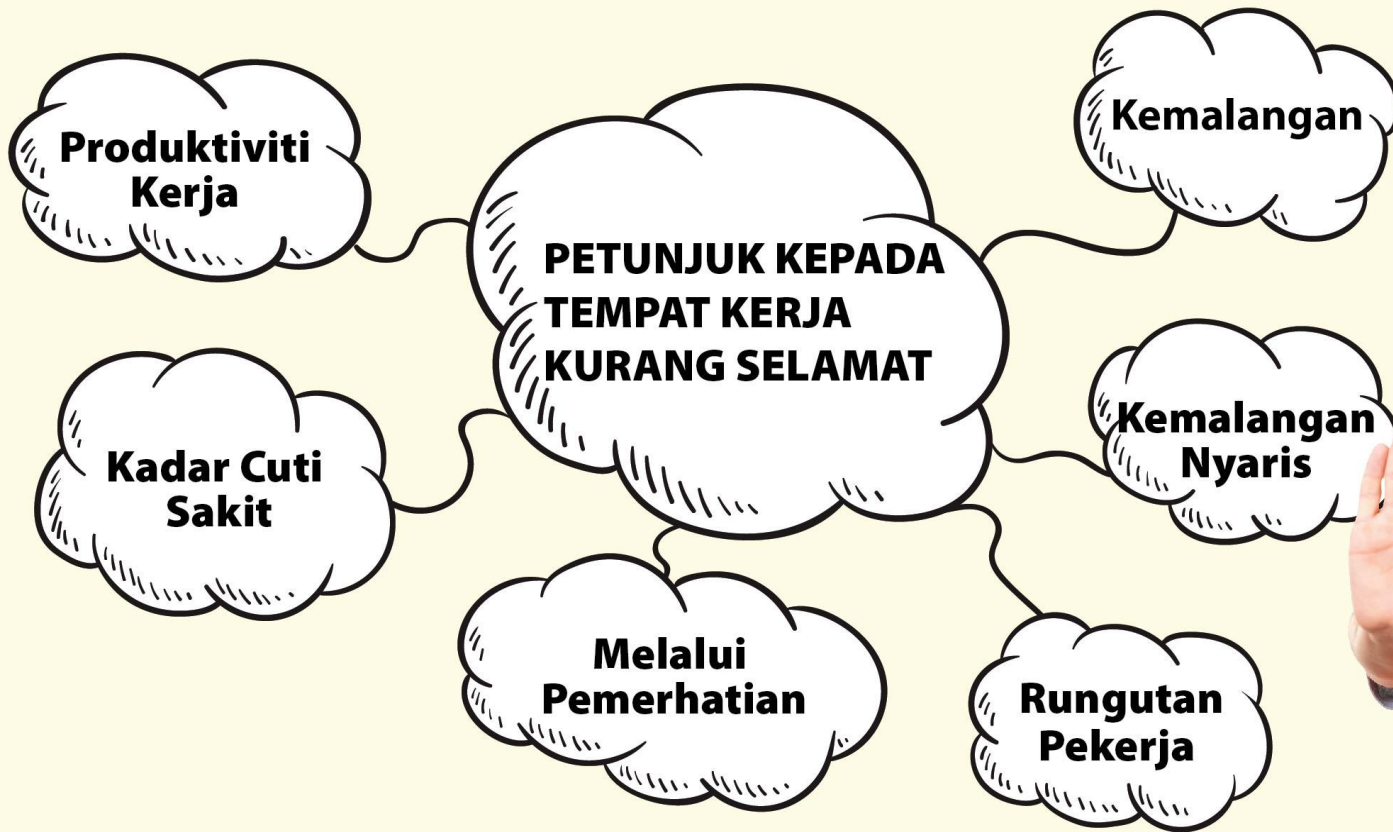 Produktiviti
Kerja
Kemalangan
PETUNJUK KEPADA
TEMPAT KERJA
KURANG SELAMAT
Kadar Cuti
Sakit
Kemalangan
Nyaris
Melalui
Pemerhatian
Rungutan
Pekerja